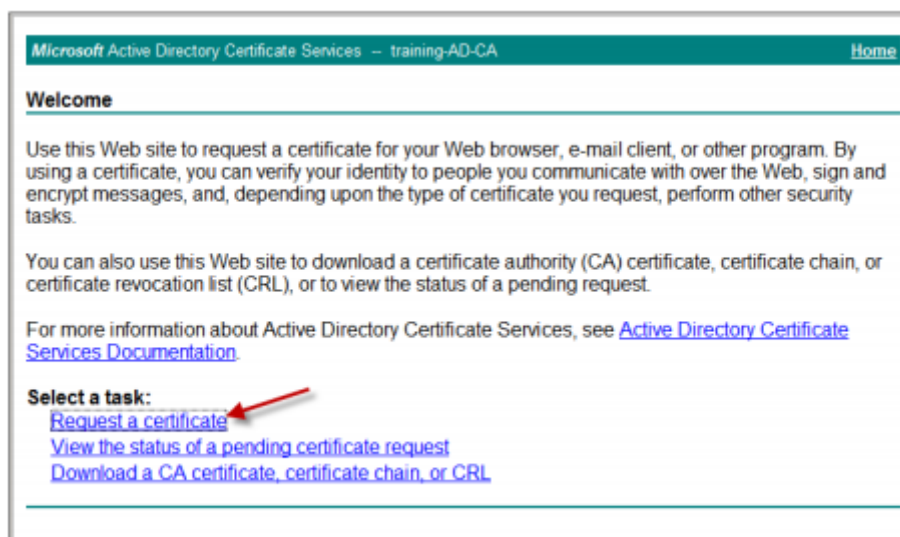 Microsoft Active Directory Certificate Services -- training-AD-CA Home
Welcome
Use this Web site to request a certificate for your Web browser, e-mail client, or other program. By
using a certificate, you can verify your identity to people you communicate with over the Web, sign and
encrypt messages, and, depending upon the type of certificate you request, perform other security
tasks.
You can also use this Web site to download a certificate authority (CA) certificate, certificate chain, or
certificate revocation list (CRL), or to view the status of a pending request.
For more information about Active Directory Certificate Services, see Active Directory Certificate
Services Documentation.
Select a task:
Request a certificate
View the status of a pending certificate request
Download a CA certificate, certificate chain, or CRL